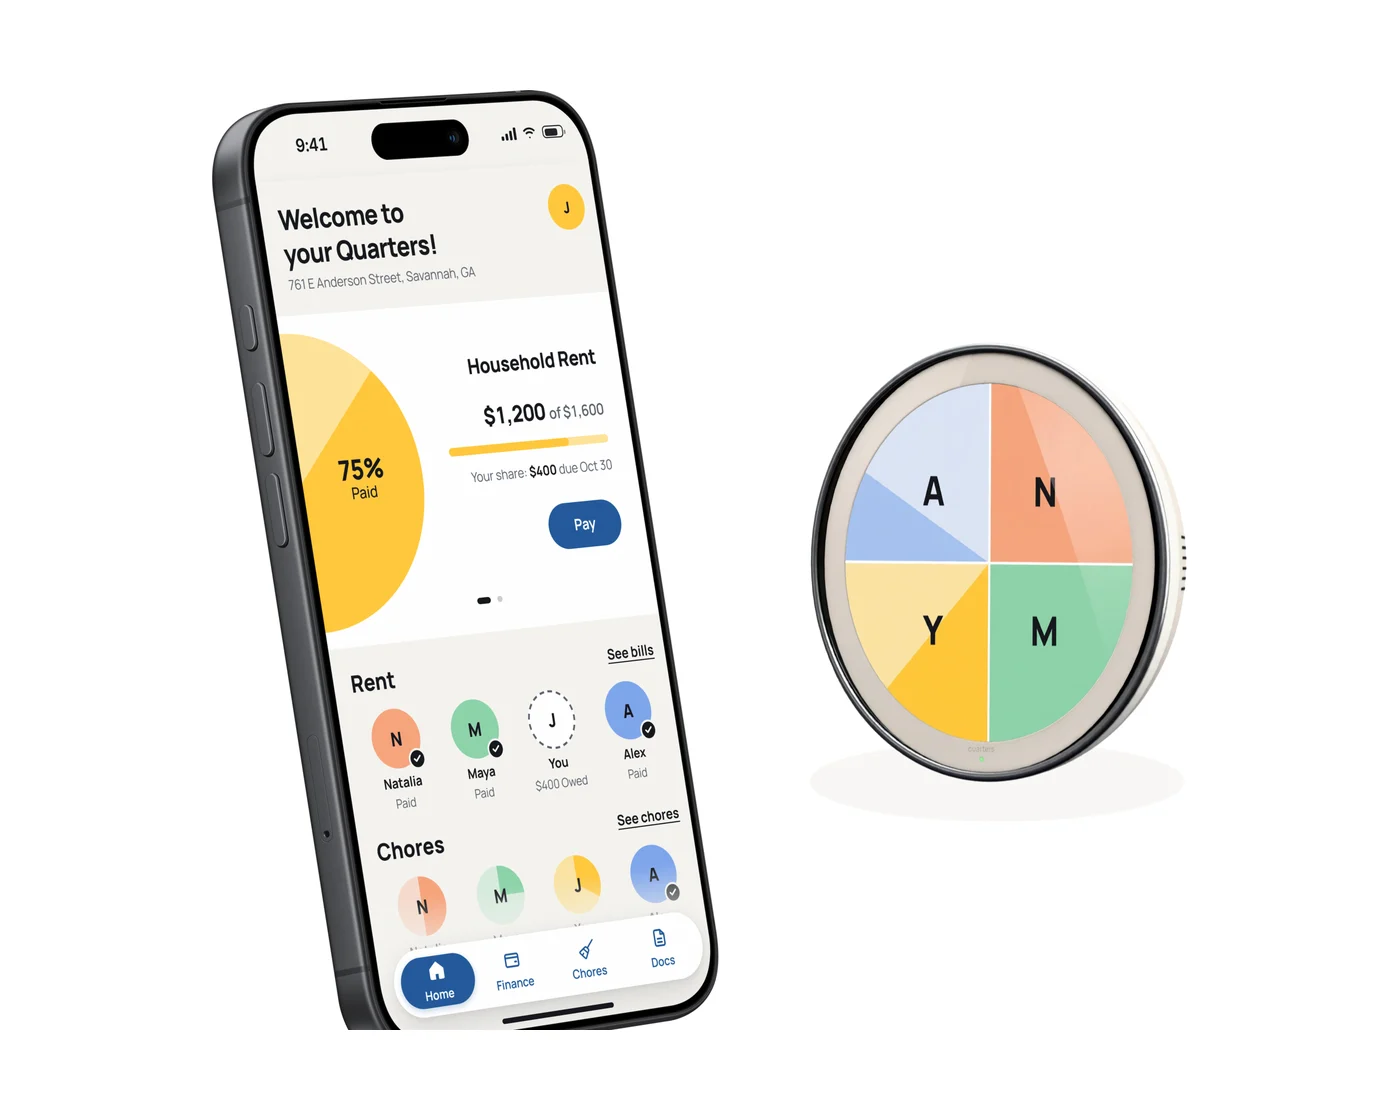 9:41
Welcome to
your Quarters!
761 E Anderson Street, Savannah, GA
J
Household Rent
$1,200 of $1,600
75%
Paid
Your share: $400 due Oct 30
Pay
See bills
Rent
N
M
J
A
Natalia
Maya
You
Alex
Paid
Paid
$400 Owed
Paid
See chores
Chores
N
M
J
A
Home
Finance
Chores
Docs
A
N
Y
M
quarters